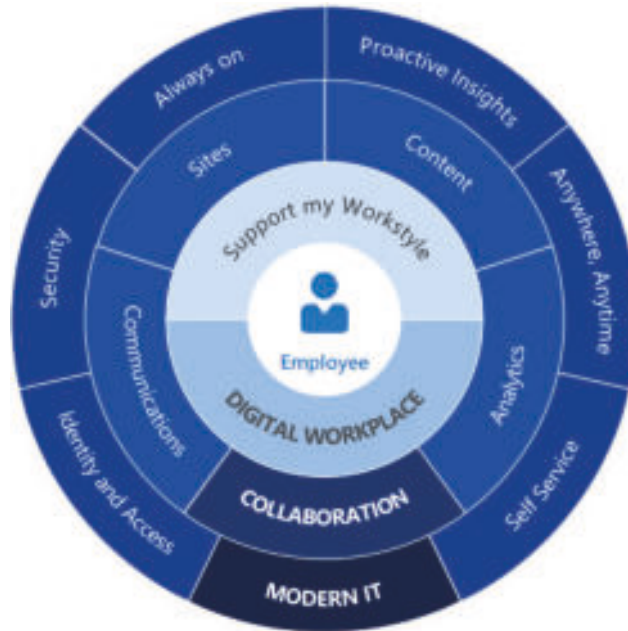 Always on
Proactive Insights
Sites
Content
Security
Anywhere, Anytime
Support my Workstyle
Employee
Communications
Analytics
DIGITAL WORKPLACE
Identity and Access
Self Service
COLLABORATION
MODERN IT